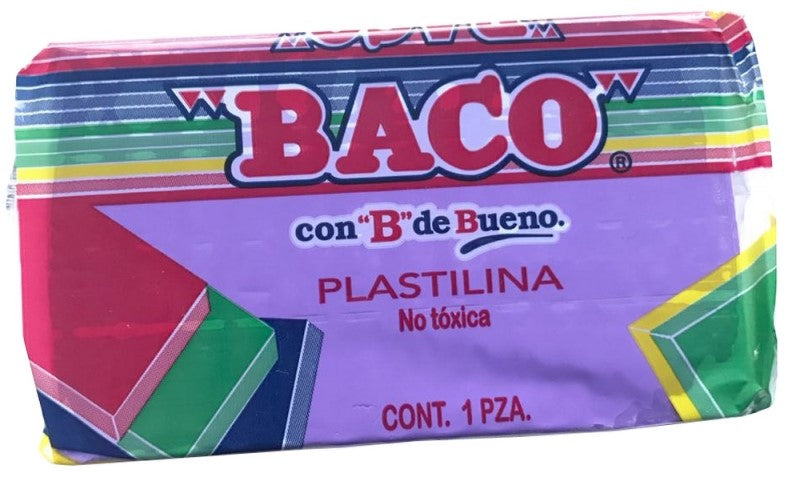 "BACO"®
con "B" de Bueno.
PLASTILINA
No tóxica
CONT. 1 PZA.